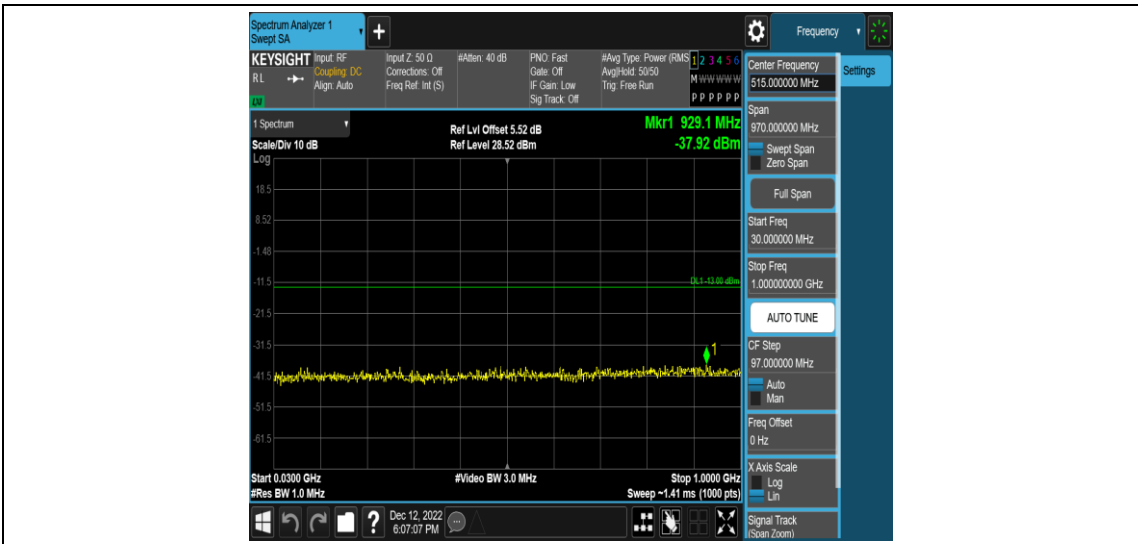 Spectrum Analyzer 1
Swept SA
+
Frequency
KEYSIGHT
RL
LXI
Input: RF
Coupling: DC
Align: Auto
Input Z: 50 Ω
Corrections: Off
Freq Ref: Int (S)
#Atten: 40 dB
PNO: Fast
Gate: Off
IF Gain: Low
Sig Track: Off
#Avg Type: Power (RMS
Avg|Hold: 50/50
Trig: Free Run
1 2 3 4 5 6
M W W W W W
P P P P P P
1 Spectrum
Scale/Div 10 dB
Log
Ref Lvl Offset 5.52 dB
Ref Level 28.52 dBm
Mkr1 929.1 MHz
-37.92 dBm
18.5
8.52
-1.48
-11.5
DL1 -13.00 dBm
-21.5
-31.5
1
-41.5
-51.5
-61.5
Start 0.0300 GHz
#Res BW 1.0 MHz
#Video BW 3.0 MHz
Stop 1.0000 GHz
Sweep ~1.41 ms (1000 pts)
?
Dec 12, 2022
6:07:07 PM
Center Frequency
515.000000 MHz
Settings
Span
970.000000 MHz
Swept Span
Zero Span
Full Span
Start Freq
30.000000 MHz
Stop Freq
1.000000000 GHz
AUTO TUNE
CF Step
97.000000 MHz
Auto
Man
Freq Offset
0 Hz
X Axis Scale
Log
Lin
Signal Track
(Span Zoom)